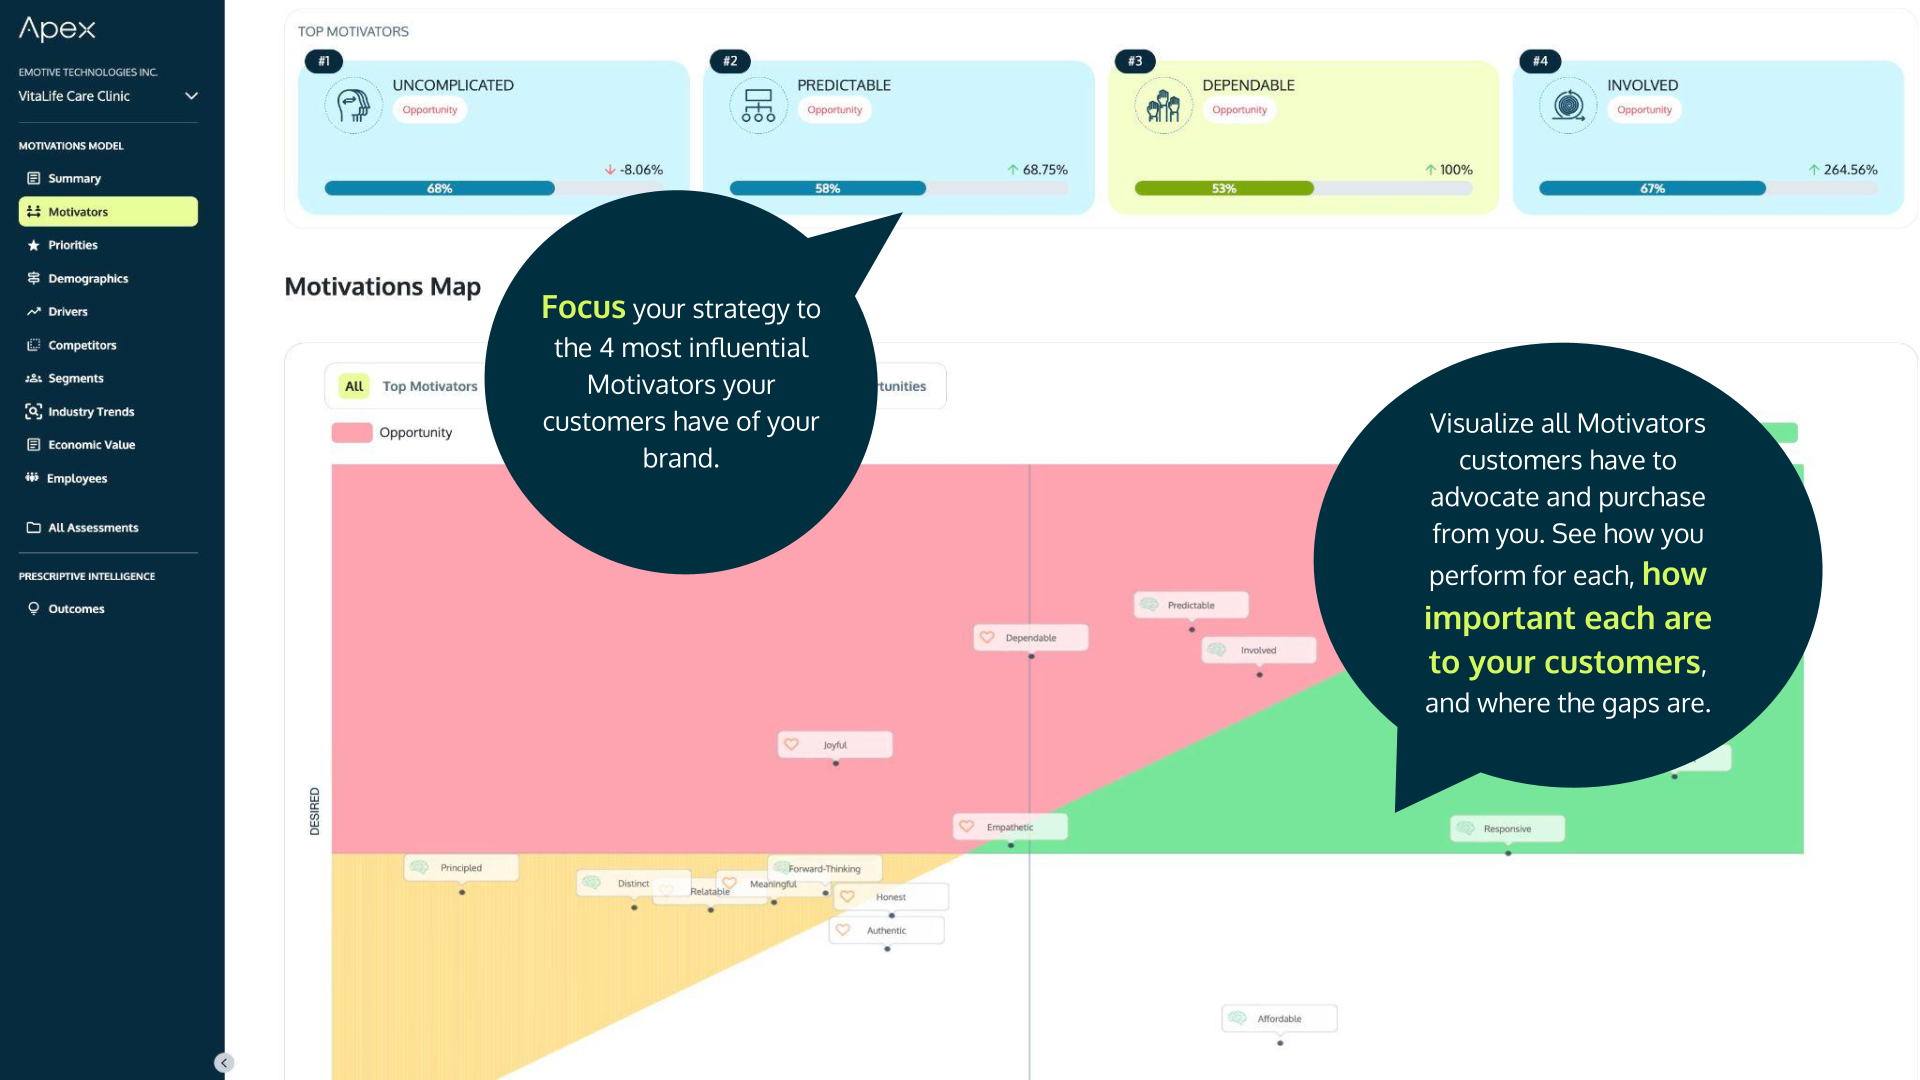 Apex
EMOTIVE TECHNOLOGIES INC.
VitaLife Care Clinic
MOTIVATIONS MODEL
Summary
Motivators
Priorities
Demographics
Drivers
Competitors
Segments
Industry Trends
Economic Value
Employees
All Assessments
PRESCRIPTIVE INTELLIGENCE
Outcomes
TOP MOTIVATORS
#1
UNCOMPLICATED
Opportunity
-8.06%
68%
#2
PREDICTABLE
Opportunity
68.75%
58%
#3
DEPENDABLE
Opportunity
100%
53%
#4
INVOLVED
Opportunity
264.56%
67%
Motivations Map
All Top Motivators
Opportunity
Focus your strategy to
the 4 most influential
Motivators your
customers have of your
brand.
Visualize all Motivators
customers have to
advocate and purchase
from you. See how you
perform for each, how
important each are
to your customers,
and where the gaps are.
DESIRED
Predictable
Dependable
Involved
Joyful
Empathetic
Responsive
Principled
Forward-Thinking
Distinct
Relatable
Meaningful
Honest
Authentic
Affordable